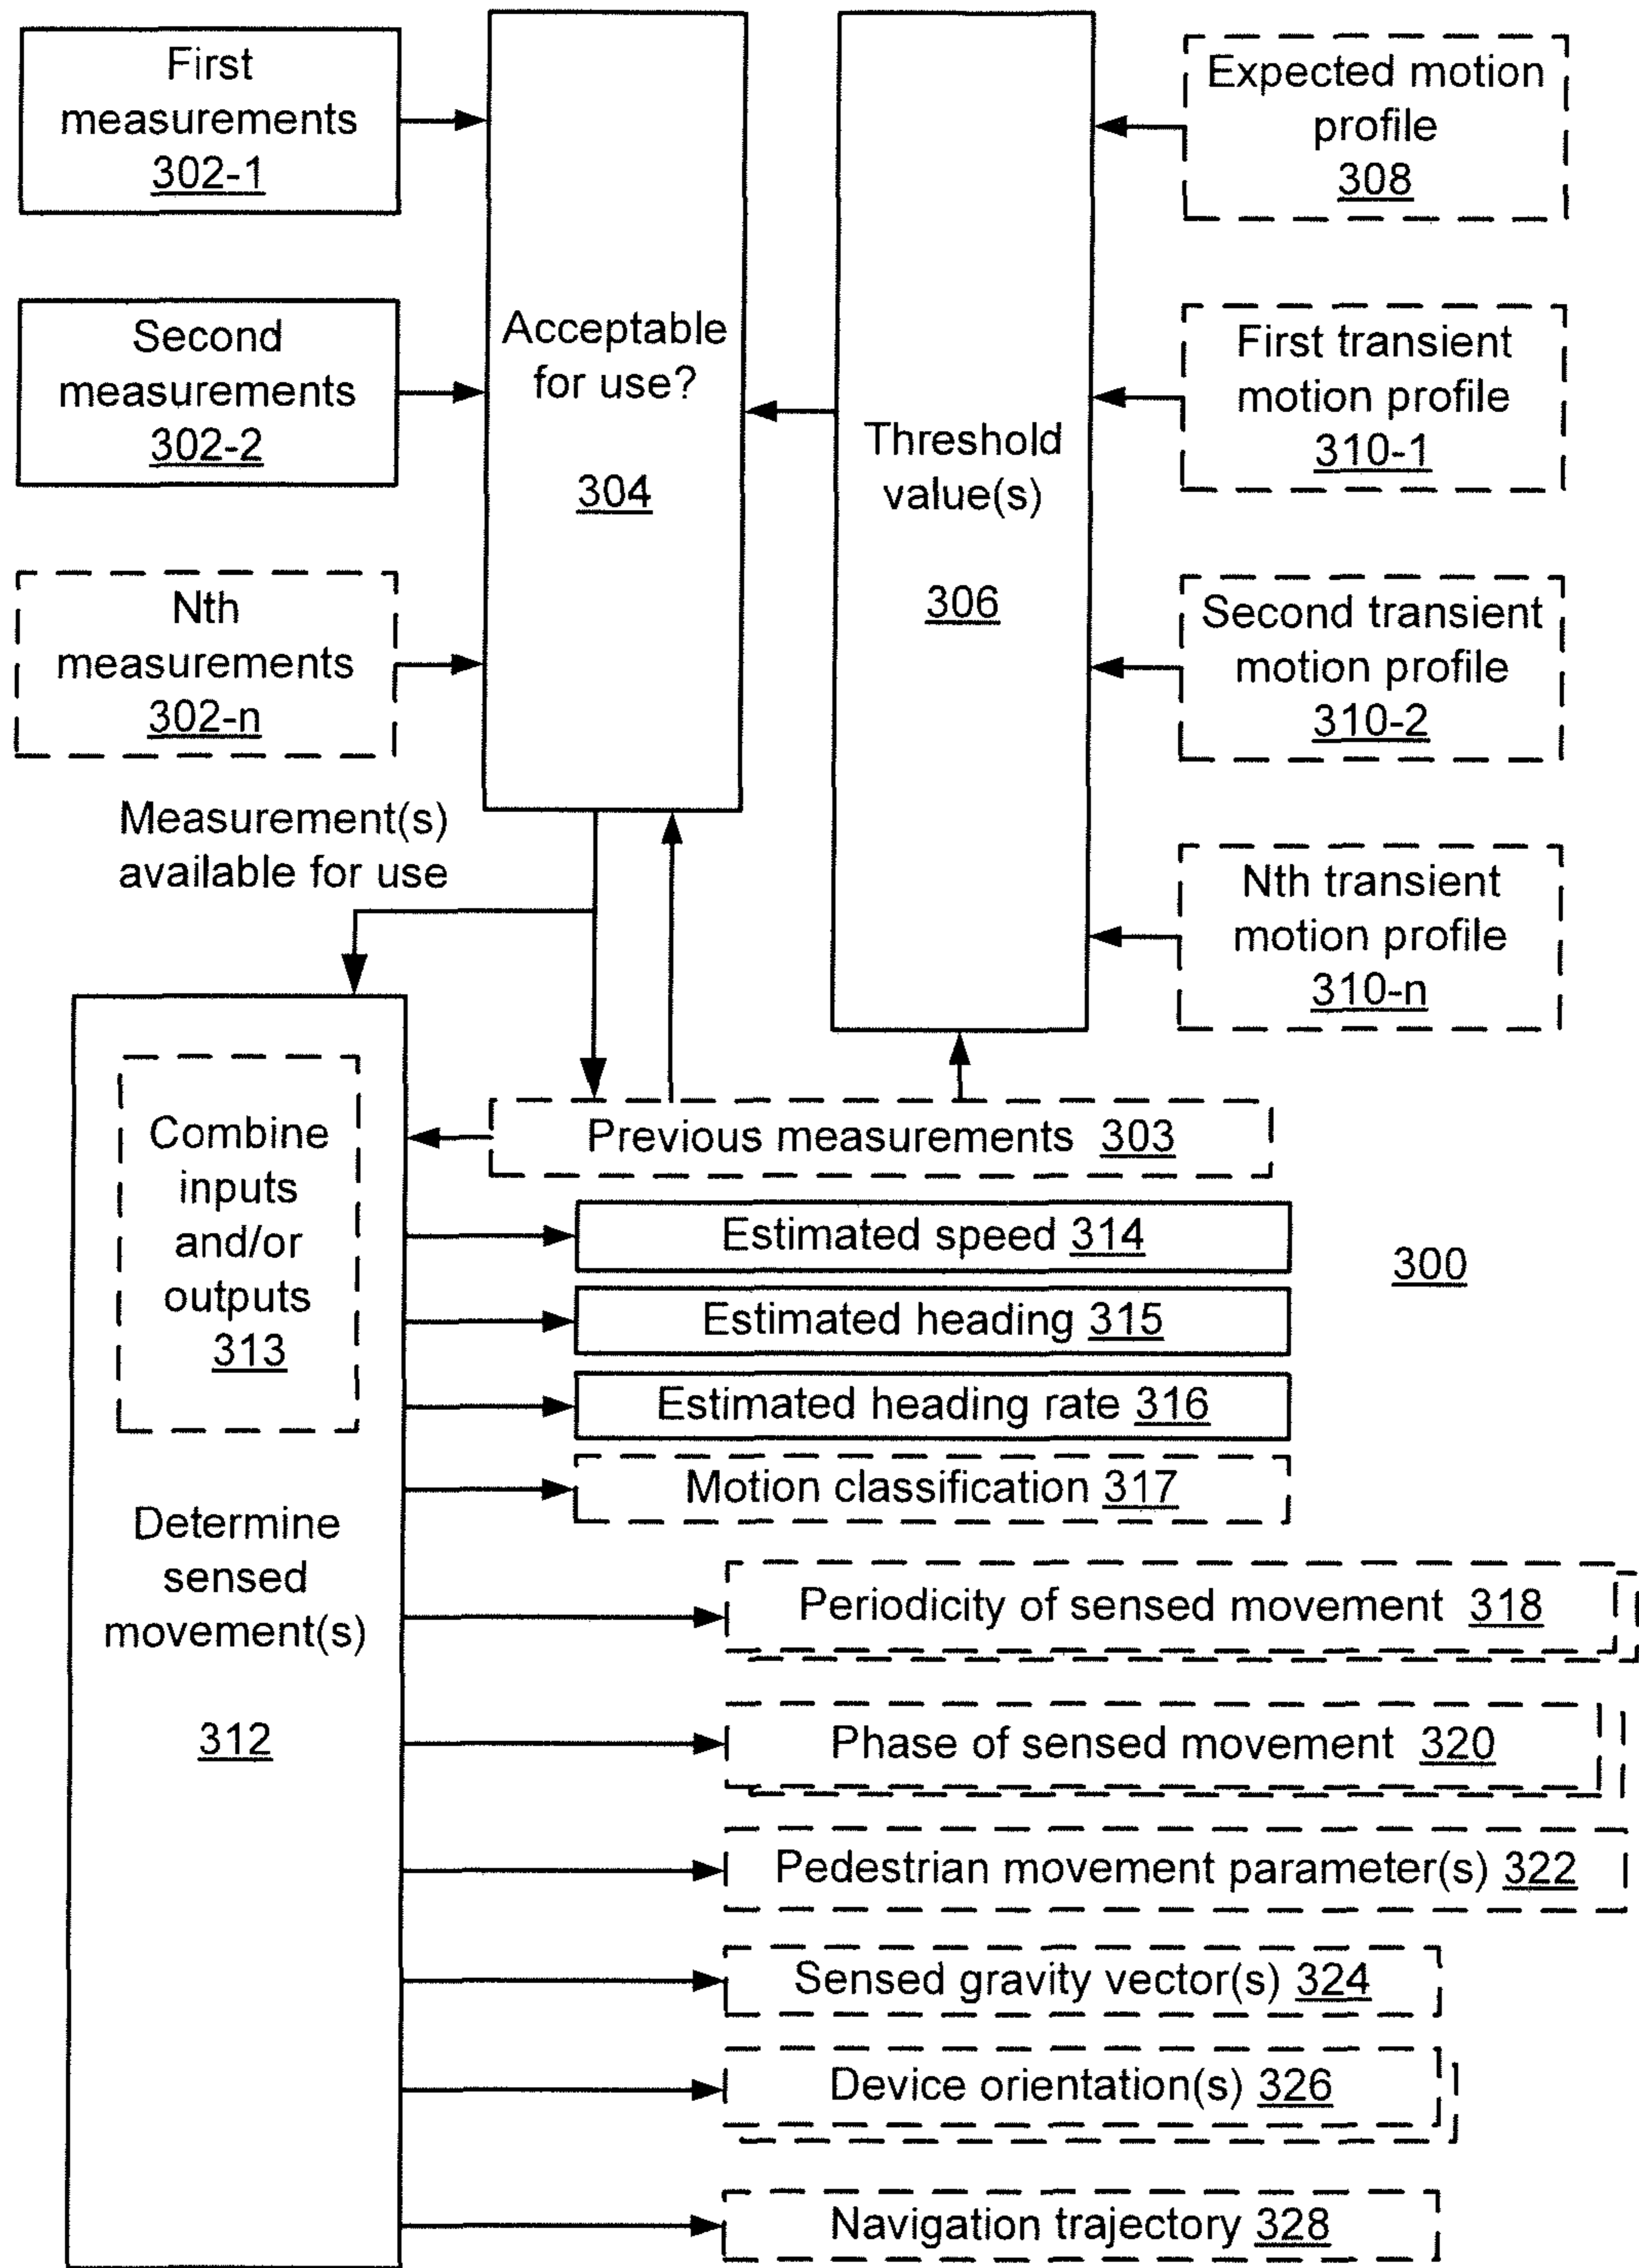 First
measurements
302-1
Second
measurements
302-2
Nth
measurements
302-n
Acceptable
for use?
304
Threshold
value(s)
306
Expected motion
profile
308
First transient
motion profile
310-1
Second transient
motion profile
310-2
Nth transient
motion profile
310-n
Measurement(s)
available for use
Previous measurements 303
Combine
inputs
and/or
outputs
313
Determine
sensed
movement(s)
312
Estimated speed 314
Estimated heading 315
Estimated heading rate 316
Motion classification 317
300
Periodicity of sensed movement 318
Phase of sensed movement 320
Pedestrian movement parameter(s) 322
Sensed gravity vector(s) 324
Device orientation(s) 326
Navigation trajectory 328